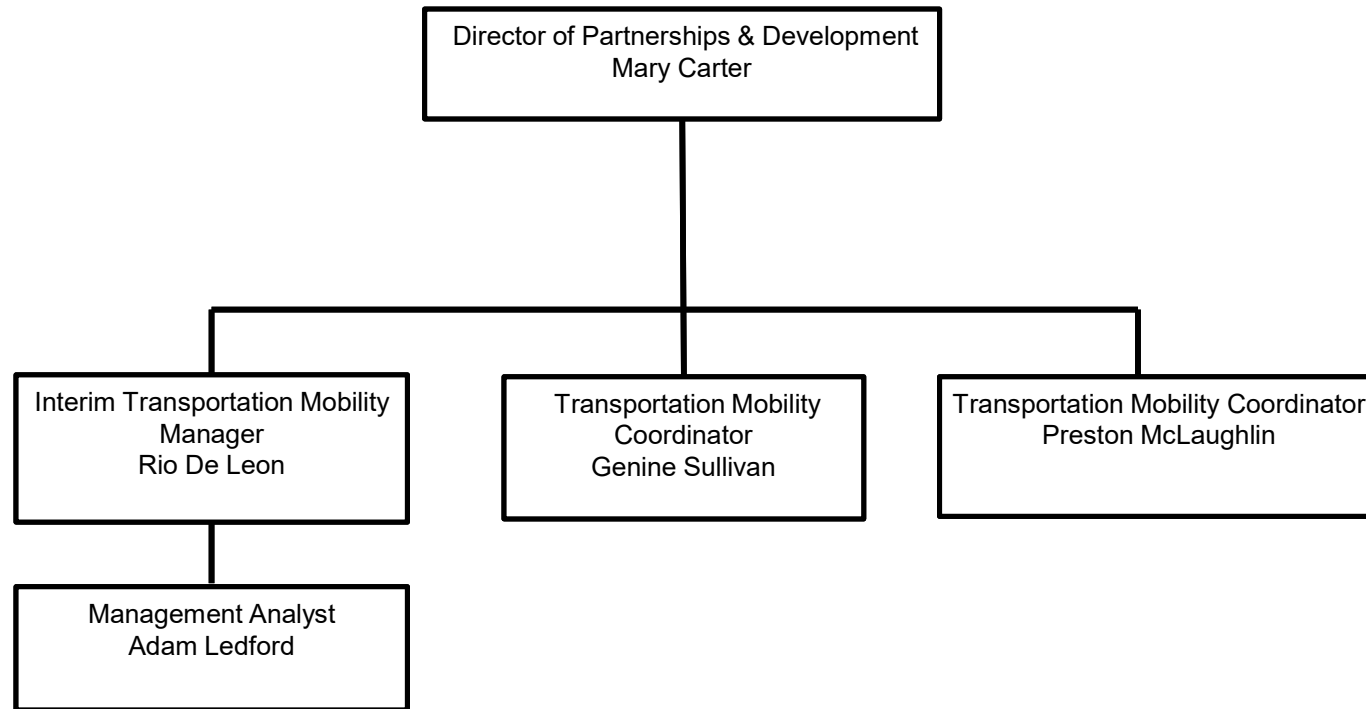 Director of Partnerships & Development
Mary Carter
Interim Transportation Mobility
Manager
Rio De Leon
Transportation Mobility
Coordinator
Genine Sullivan
Transportation Mobility Coordinator
Preston McLaughlin
Management Analyst
Adam Ledford